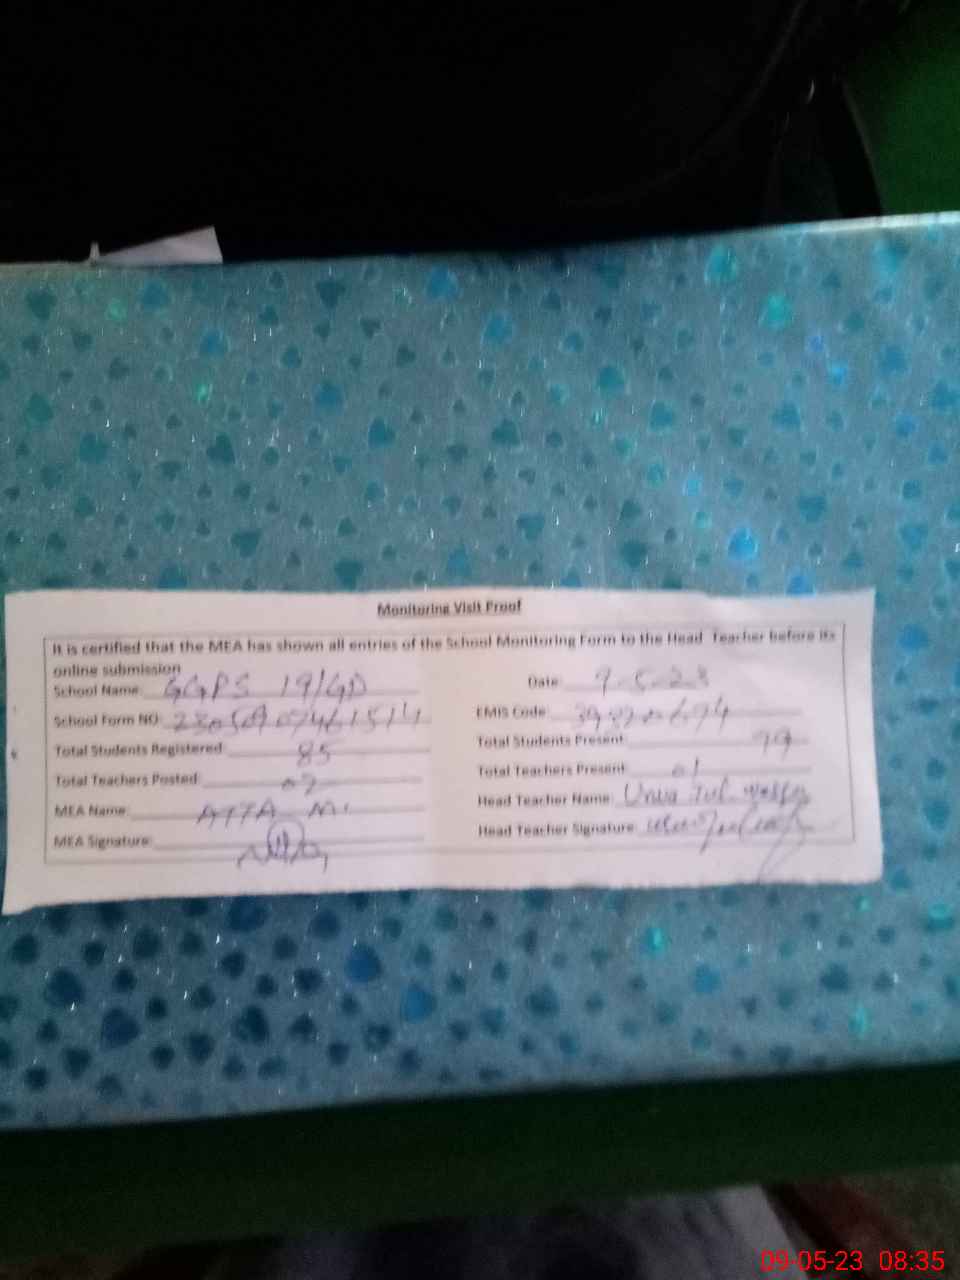 Monitoring Visit Proof
It is certified that the MEA has shown all entries of the School Monitoring Form to the Head Teacher before its
online submission
School Name: GGPS 19/GD Date: 9-5-23
School Form NO: EMIS Code:
Total Students Registered: 85 Total Students Present:
Total Teachers Posted: Total Teachers Present: 01
MEA Name: ATTA M. Head Teacher Name:
MEA Signature: Head Teacher Signature:
09-05-23 08:35